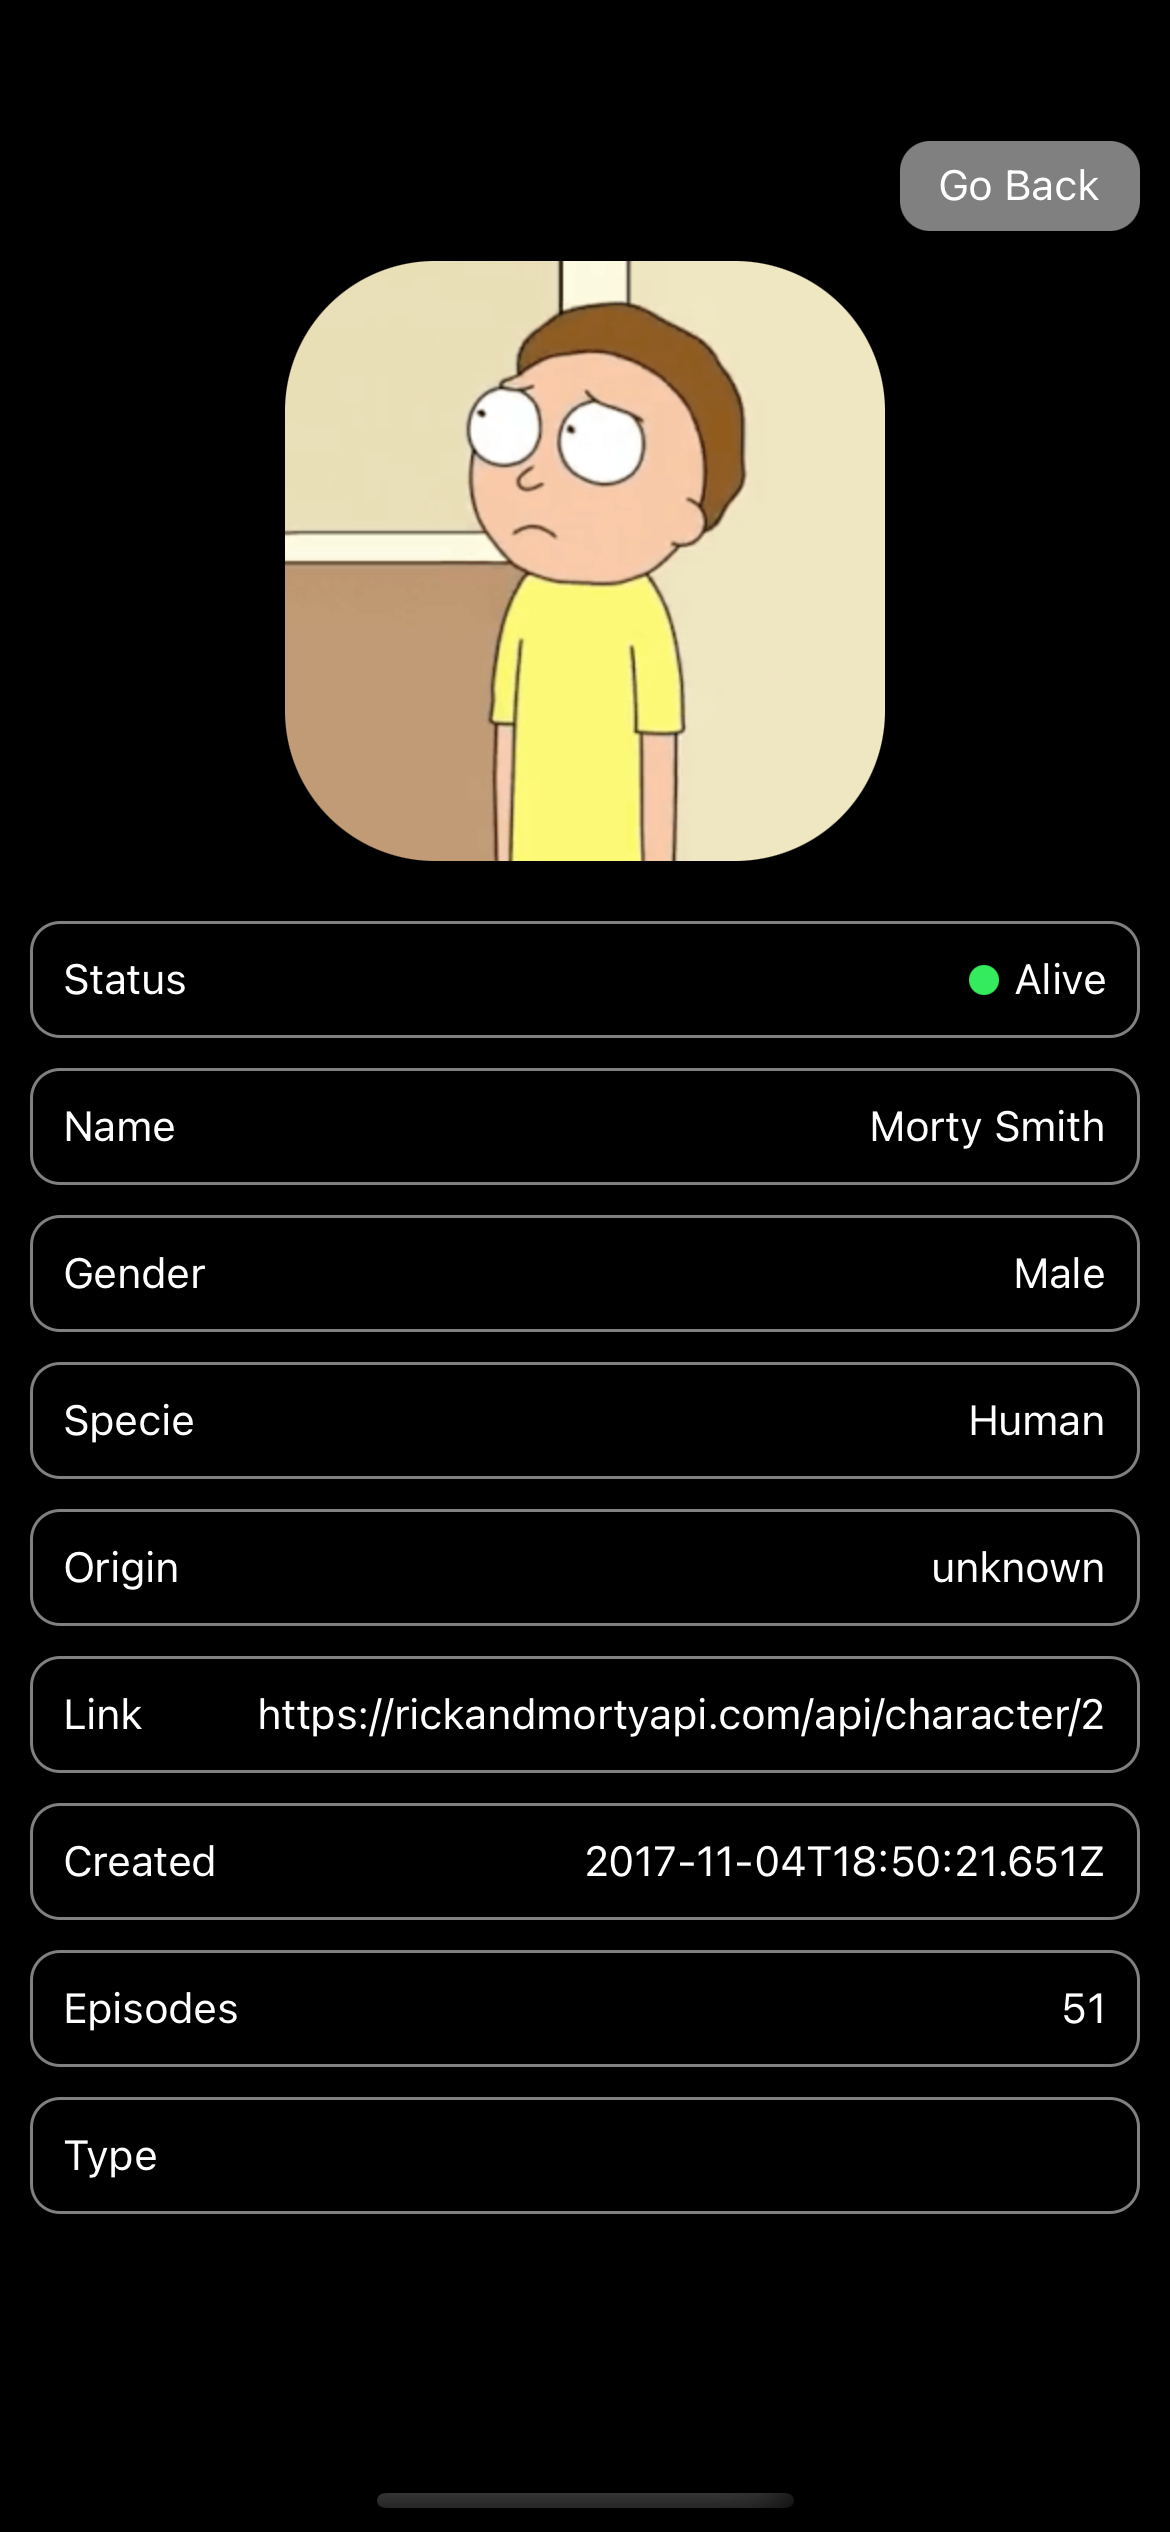 Go Back
Status Alive
Name Morty Smith
Gender Male
Specie Human
Origin unknown
Link https://rickandmortyapi.com/api/character/2
Created 2017-11-04T18:50:21.651Z
Episodes 51
Type